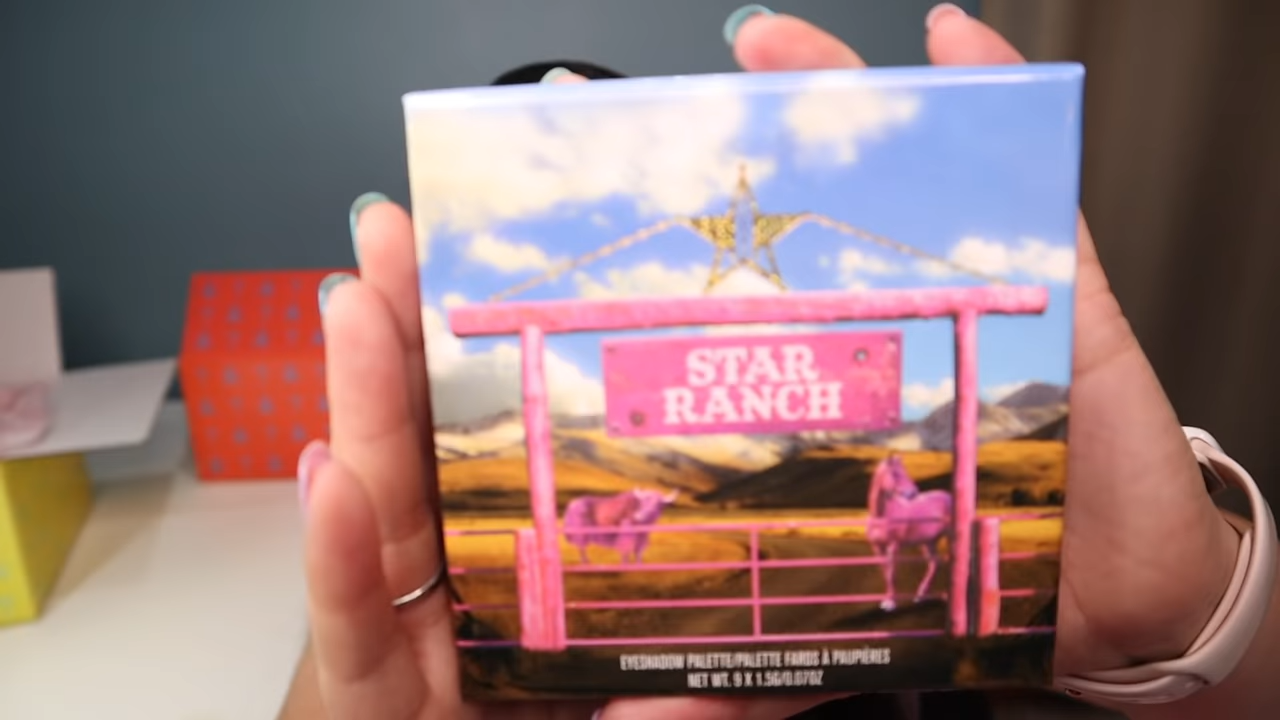 STAR
RANCH
EYESHADOW PALETTE/PALETTE FARDS À PAUPIÈRES
NET WT. 9 X 1.5G/0.07OZ